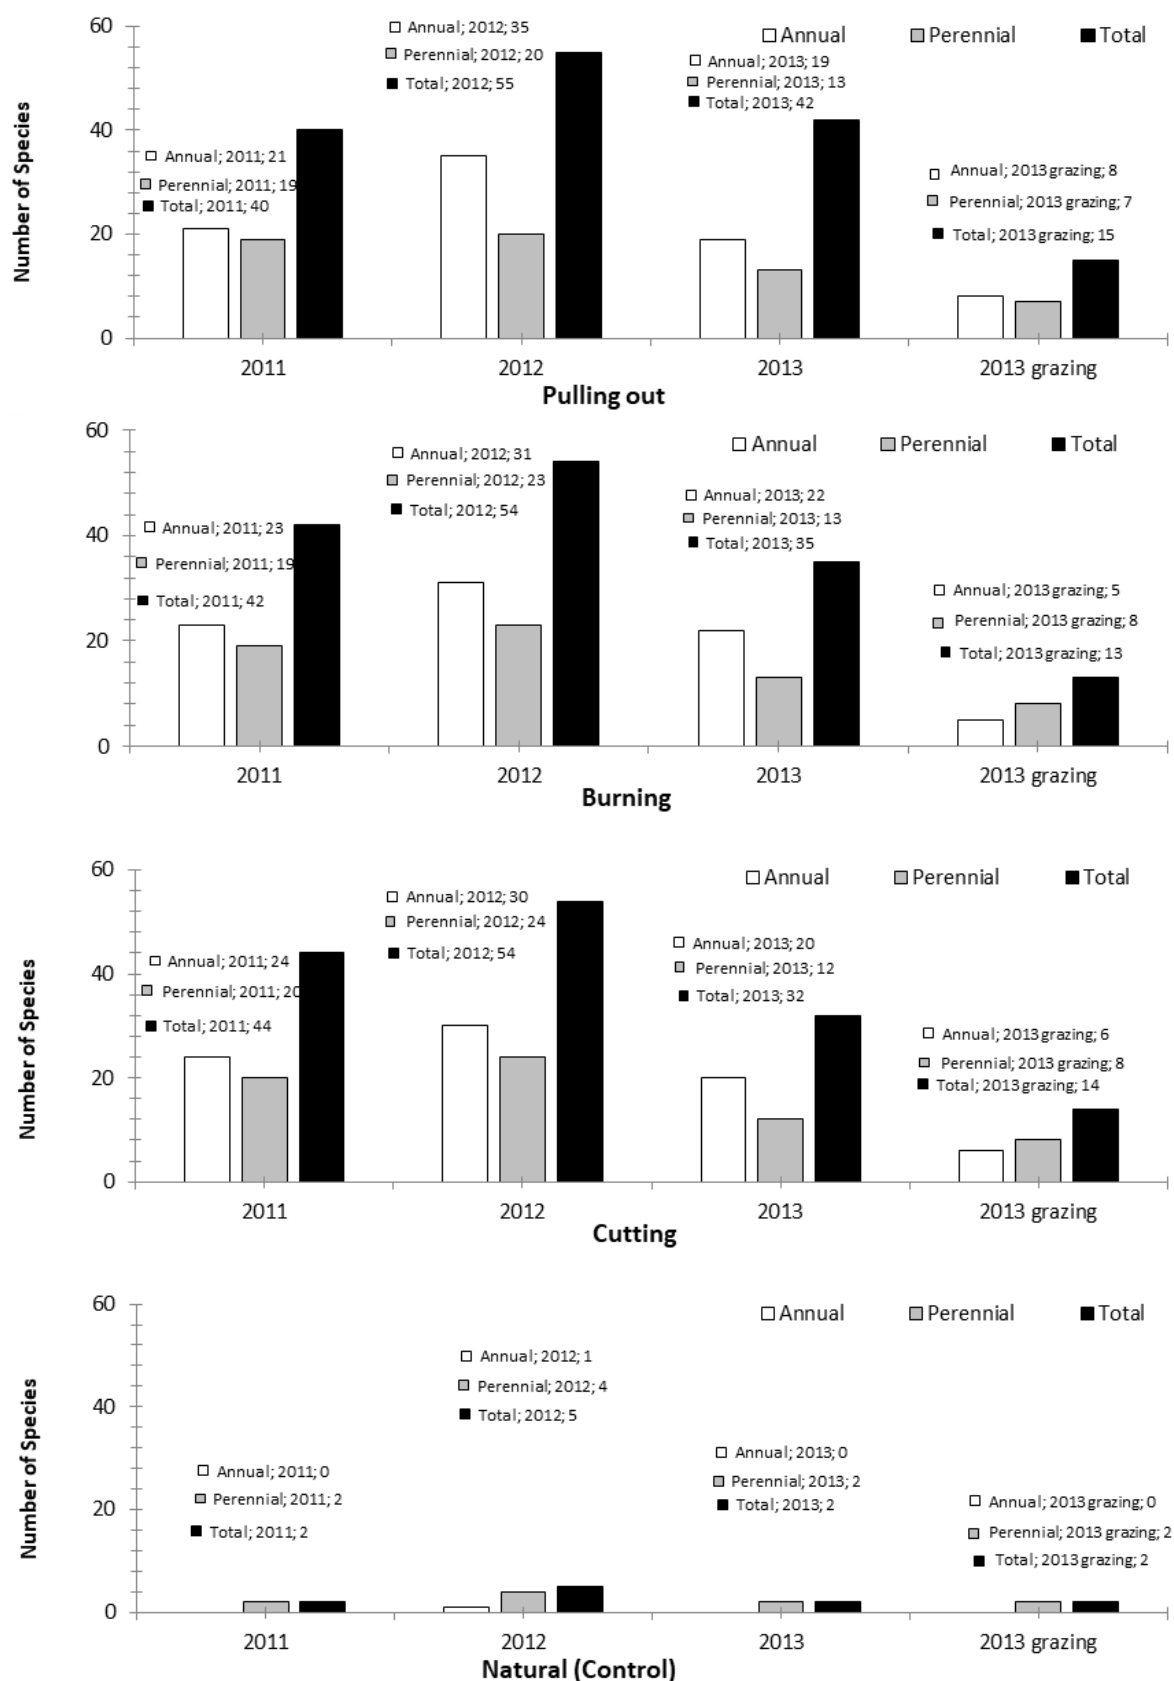 60
Annual; 2012; 35
Annual
Perennial
Total
Perennial; 2012; 20
Annual; 2013; 19
Total; 2012; 55
Perennial; 2013; 13
Total; 2013; 42
Number of Species
40
Annual; 2011; 21
Annual; 2013 grazing; 8
Perennial; 2011; 19
Perennial; 2013 grazing; 7
Total; 2011; 40
20
Total; 2013 grazing; 15
0
2011
2012
2013
2013 grazing
Pulling out
60
Annual
Perennial
Total
Annual; 2012; 31
Perennial; 2012; 23
Annual; 2013; 22
Total; 2012; 54
Perennial; 2013; 13
Annual; 2011; 23
40
Total; 2013; 35
Perennial; 2011; 19
Annual; 2013 grazing; 5
Total; 2011; 42
Perennial; 2013 grazing; 8
20
Total; 2013 grazing; 13
0
2011
2012
2013
2013 grazing
Burning
60
Annual
Perennial
Total
Annual; 2012; 30
Perennial; 2012; 24
Annual; 2013; 20
Total; 2012; 54
Annual; 2011; 24
Perennial; 2013; 12
40
Perennial; 2011; 20
Total; 2013; 32
Number of Species
Total; 2011; 44
Annual; 2013 grazing; 6
Perennial; 2013 grazing; 8
20
Total; 2013 grazing; 14
0
2011
2012
2013
2013 grazing
Cutting
60
Annual
Perennial
Total
Annual; 2012; 1
Perennial; 2012; 4
40
Total; 2012; 5
Number of Species
Annual; 2013; 0
Annual; 2011; 0
Perennial; 2013; 2
Perennial; 2011; 2
Total; 2013; 2
Annual; 2013 grazing; 0
20
Total; 2011; 2
Perennial; 2013 grazing; 2
Total; 2013 grazing; 2
0
2011
2012
2013
2013 grazing
Natural (Control)